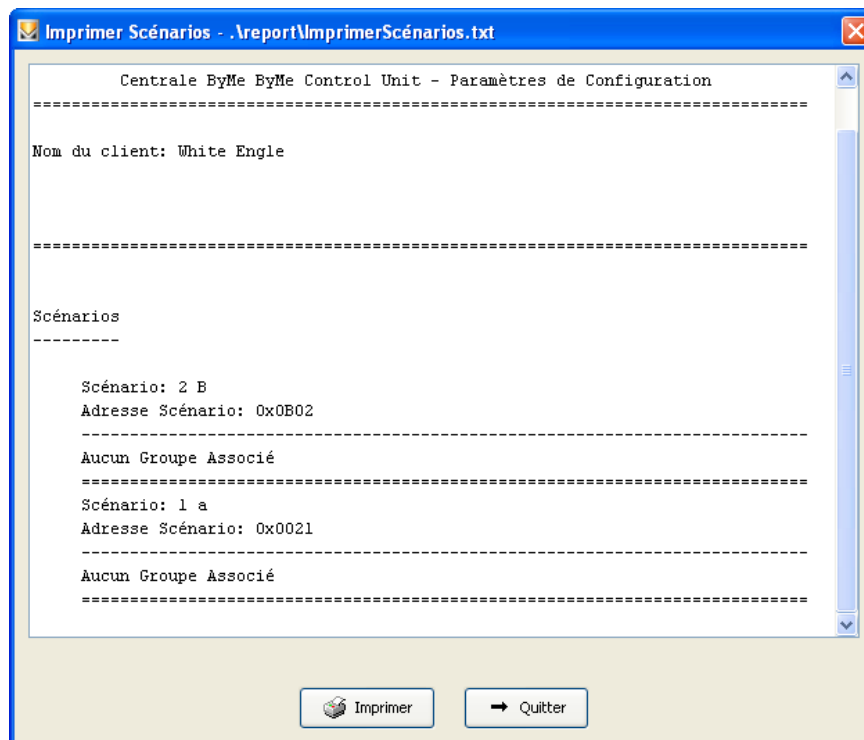 Imprimer Scénarios - .\report\ImprimerScénarios.txt
Centrale ByMe ByMe Control Unit - Paramètres de Configuration
================================================================================
Nom du client: White Engle
================================================================================
Scénarios
---------
Scénario: 2 B
Adresse Scénario: 0x0B02
---------------------------------------------------------------------------
Aucun Groupe Associé
===========================================================================
Scénario: 1 a
Adresse Scénario: 0x0021
---------------------------------------------------------------------------
Aucun Groupe Associé
===========================================================================
Imprimer
Quitter